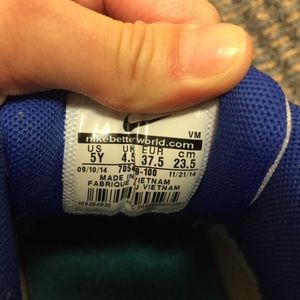 nikebetterworld.com
VM
US UK EUR cm
5Y 4.5 37.5 23.5
09/10/14 11/21/14
MADE IN VIETNAM
FABRIQUE AU VIETNAM